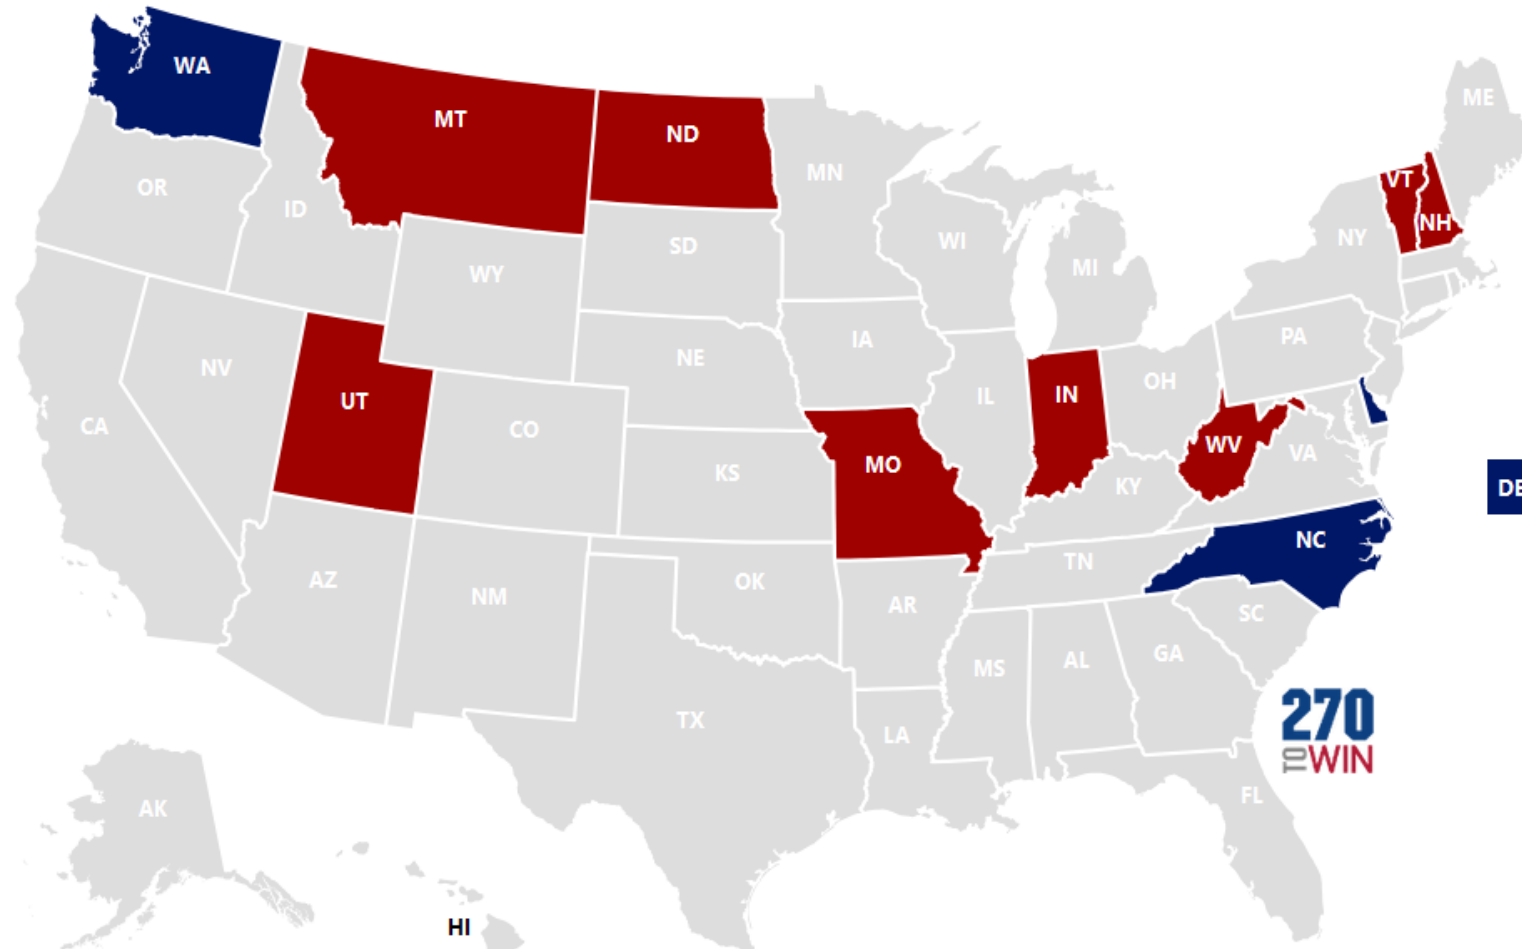 WA
MT
ND
MN
ME
VT
NH
OR
ID
WY
SD
WI
MI
NY
NV
UT
CO
NE
IA
IL
IN
OH
PA
CA
KS
MO
KY
WV
VA
DE
NC
AZ
NM
OK
AR
TN
SC
TX
LA
MS
AL
GA
270
TO WIN
FL
AK
HI